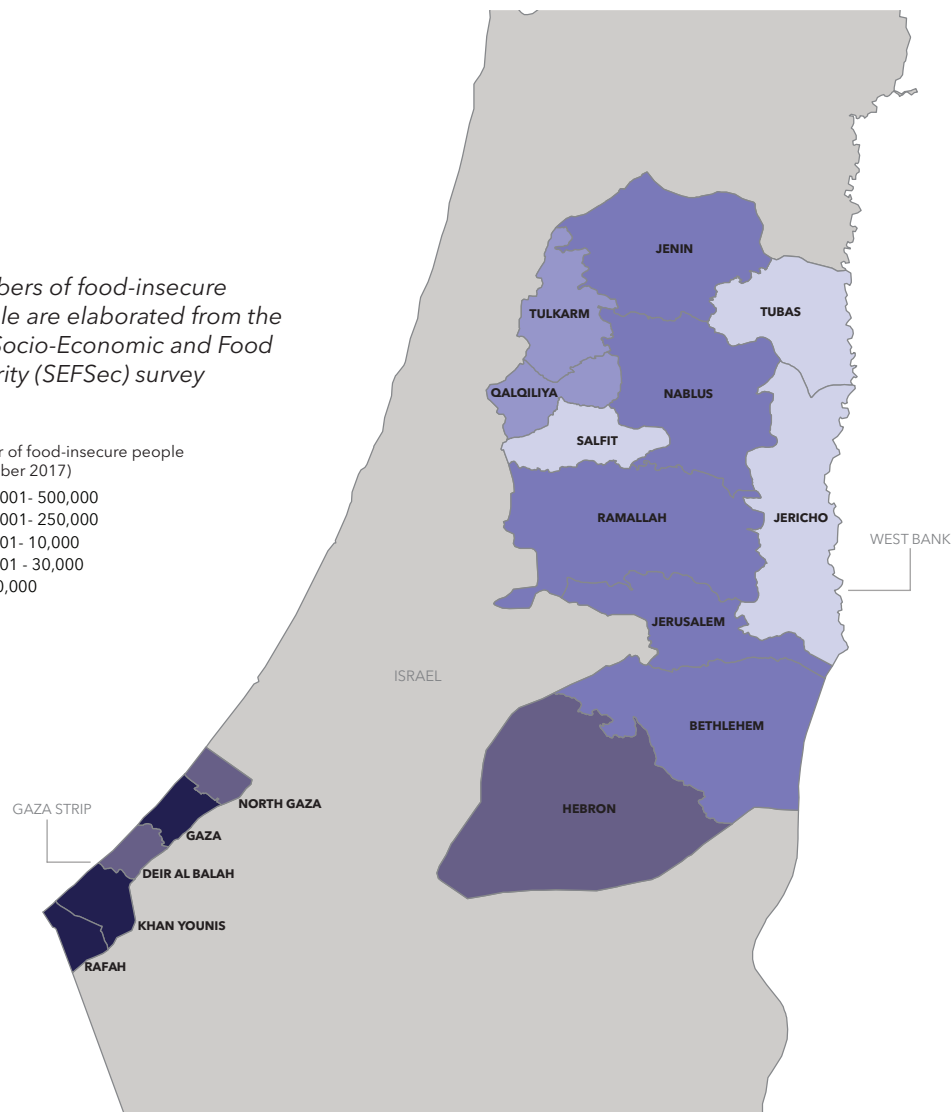 bers of food-insecure
le are elaborated from the
Socio-Economic and Food
rity (SEFSec) survey
r of food-insecure people
ber 2017)
001- 500,000
001- 250,000
01- 10,000
01 - 30,000
0,000
JENIN
TUBAS
TULKARM
QALQILIYA
NABLUS
SALFIT
RAMALLAH
JERICHO
WEST BANK
JERUSALEM
ISRAEL
BETHLEHEM
HEBRON
NORTH GAZA
GAZA STRIP
GAZA
DEIR AL BALAH
KHAN YOUNIS
RAFAH